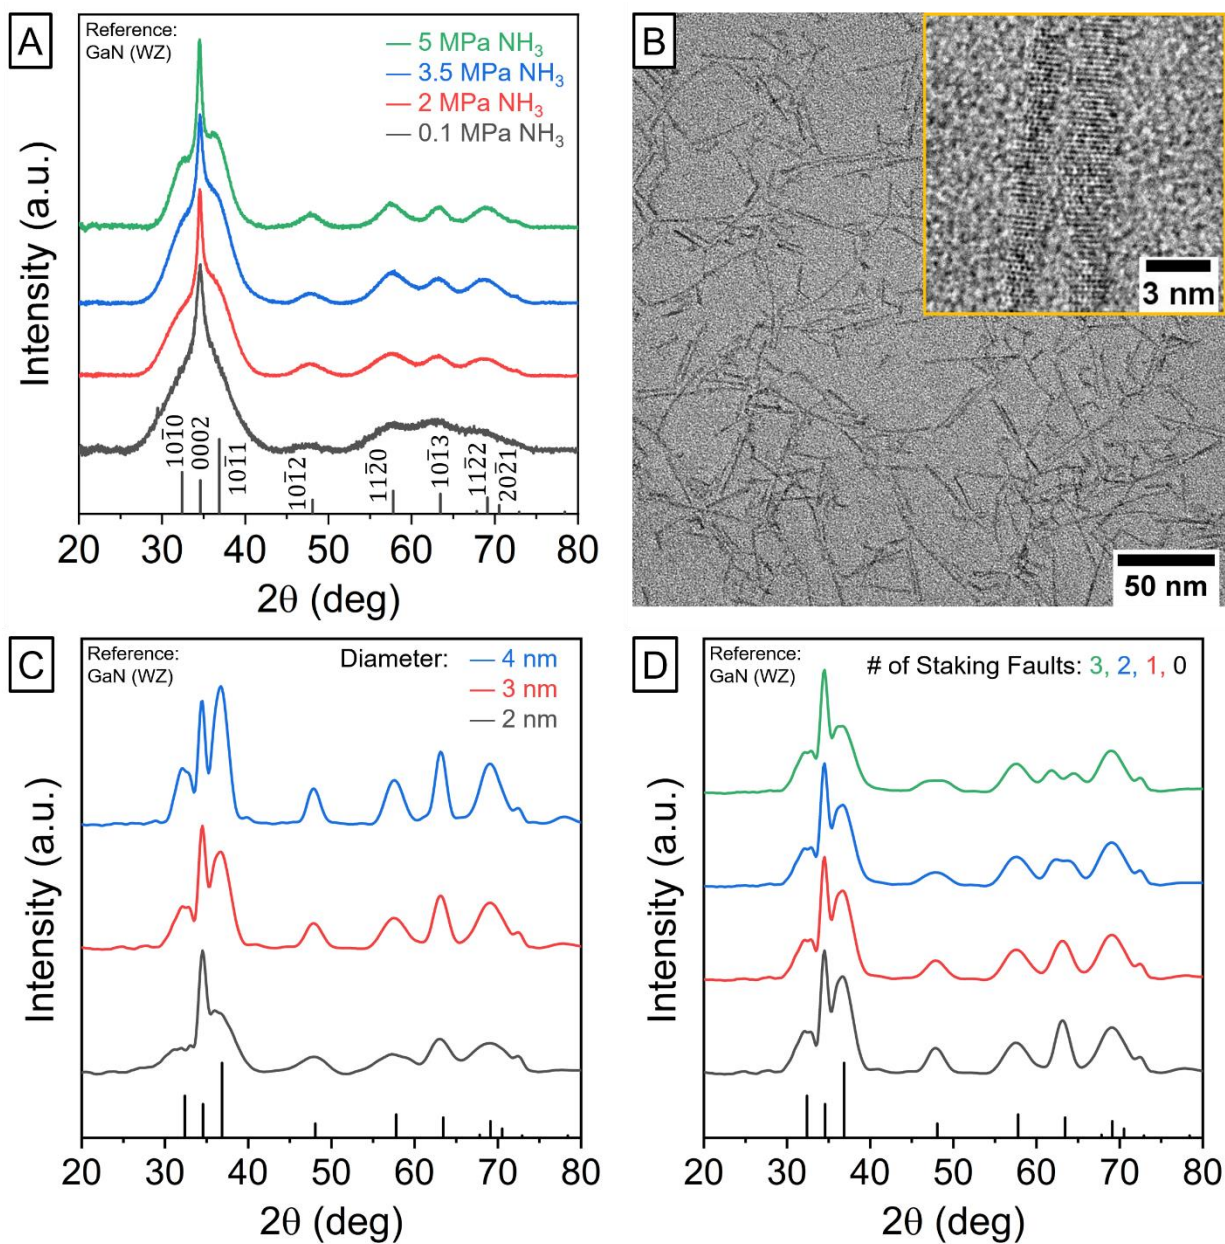 A
Reference:
GaN (WZ)
5 MPa NH₃
3.5 MPa NH₃
2 MPa NH₃
0.1 MPa NH₃
Intensity (a.u.)
101̅0
0002
101̅1
101̅2
112̅0
101̅3
112̅2
202̅1
20 30 40 50 60 70 80
2θ (deg)
B
3 nm
50 nm
C
Reference:
GaN (WZ)
Diameter:
4 nm
3 nm
2 nm
Intensity (a.u.)
20 30 40 50 60 70 80
2θ (deg)
D
Reference:
GaN (WZ)
# of Staking Faults: 3, 2, 1, 0
Intensity (a.u.)
20 30 40 50 60 70 80
2θ (deg)